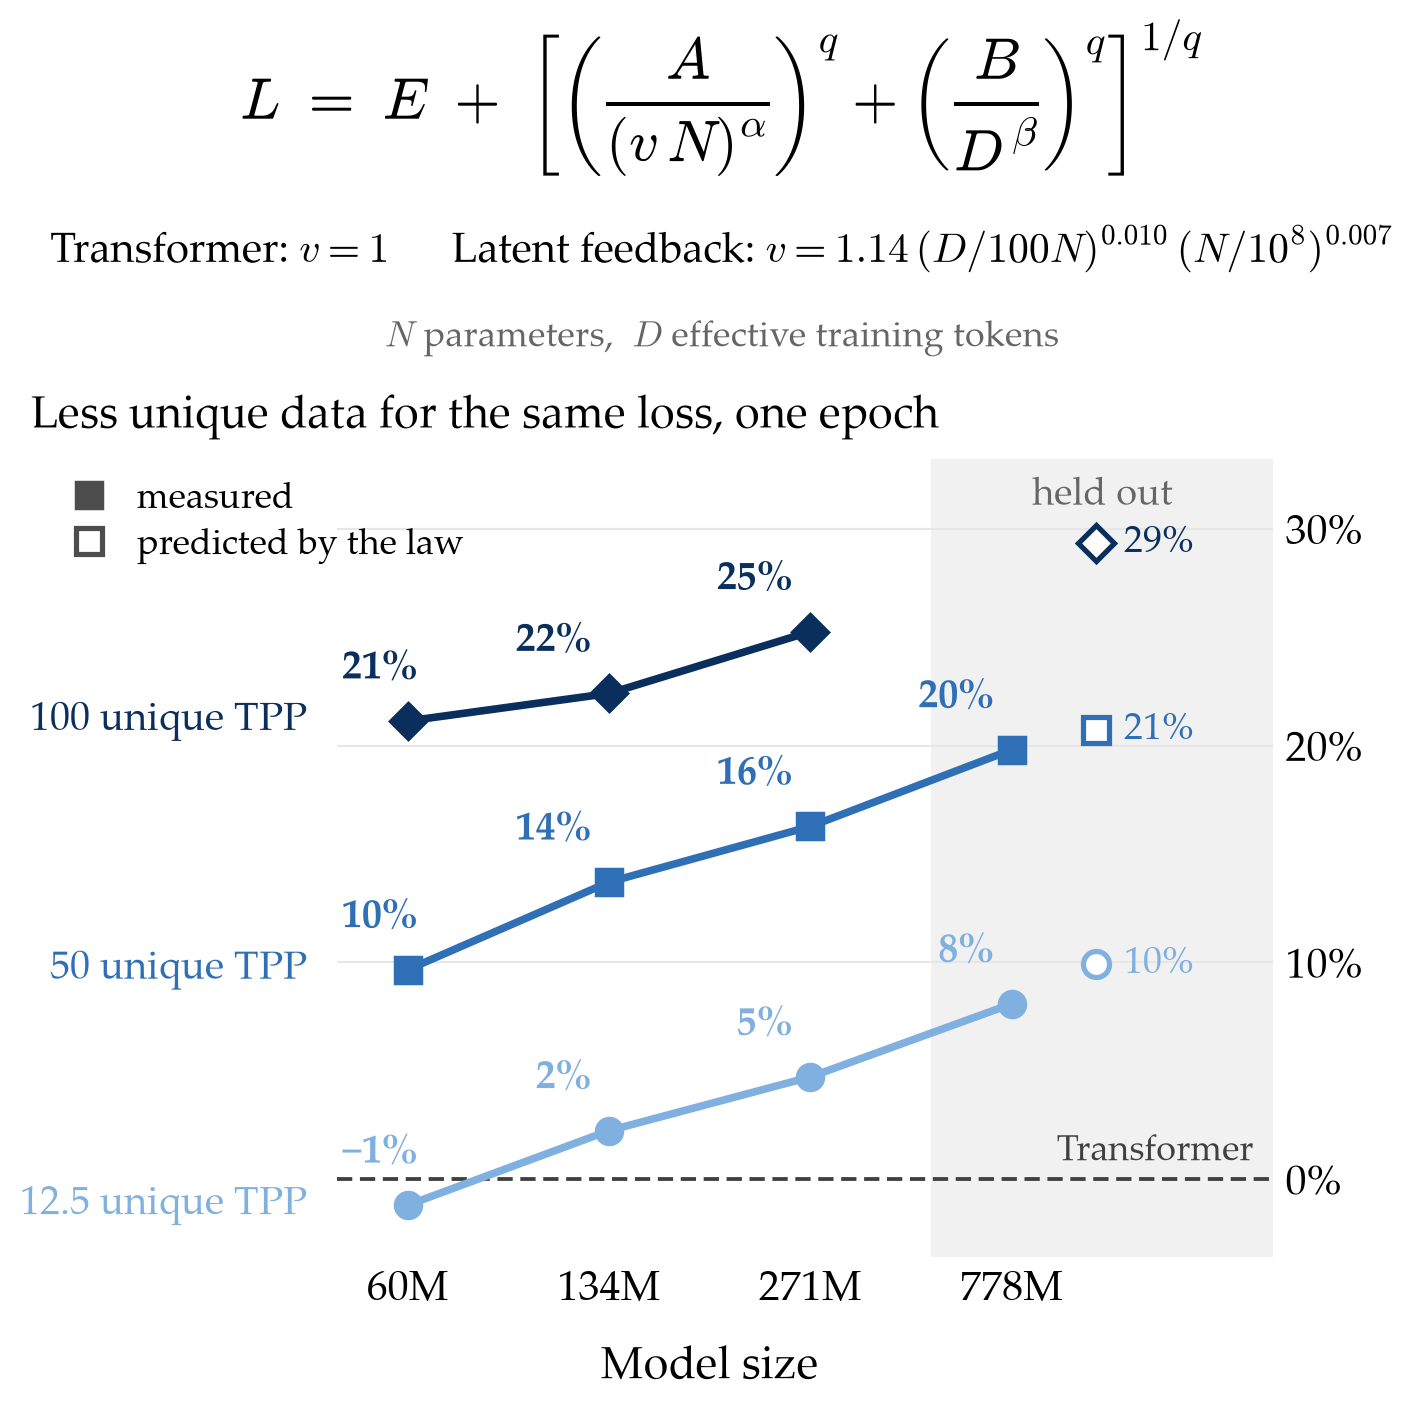 L = E + [(A/(v N)^α)^q + (B/D^β)^q]^{1/q}
Transformer: v = 1   Latent feedback: v = 1.14 (D/100N)^{0.010} (N/10^8)^{0.007}
N parameters, D effective training tokens
Less unique data for the same loss, one epoch
measured
predicted by the law
held out
30%
29%
25%
22%
21%
100 unique TPP
20%
21%
20%
16%
14%
10%
50 unique TPP
8%
10%
10%
5%
2%
–1%
Transformer
0%
12.5 unique TPP
60M 134M 271M 778M
Model size